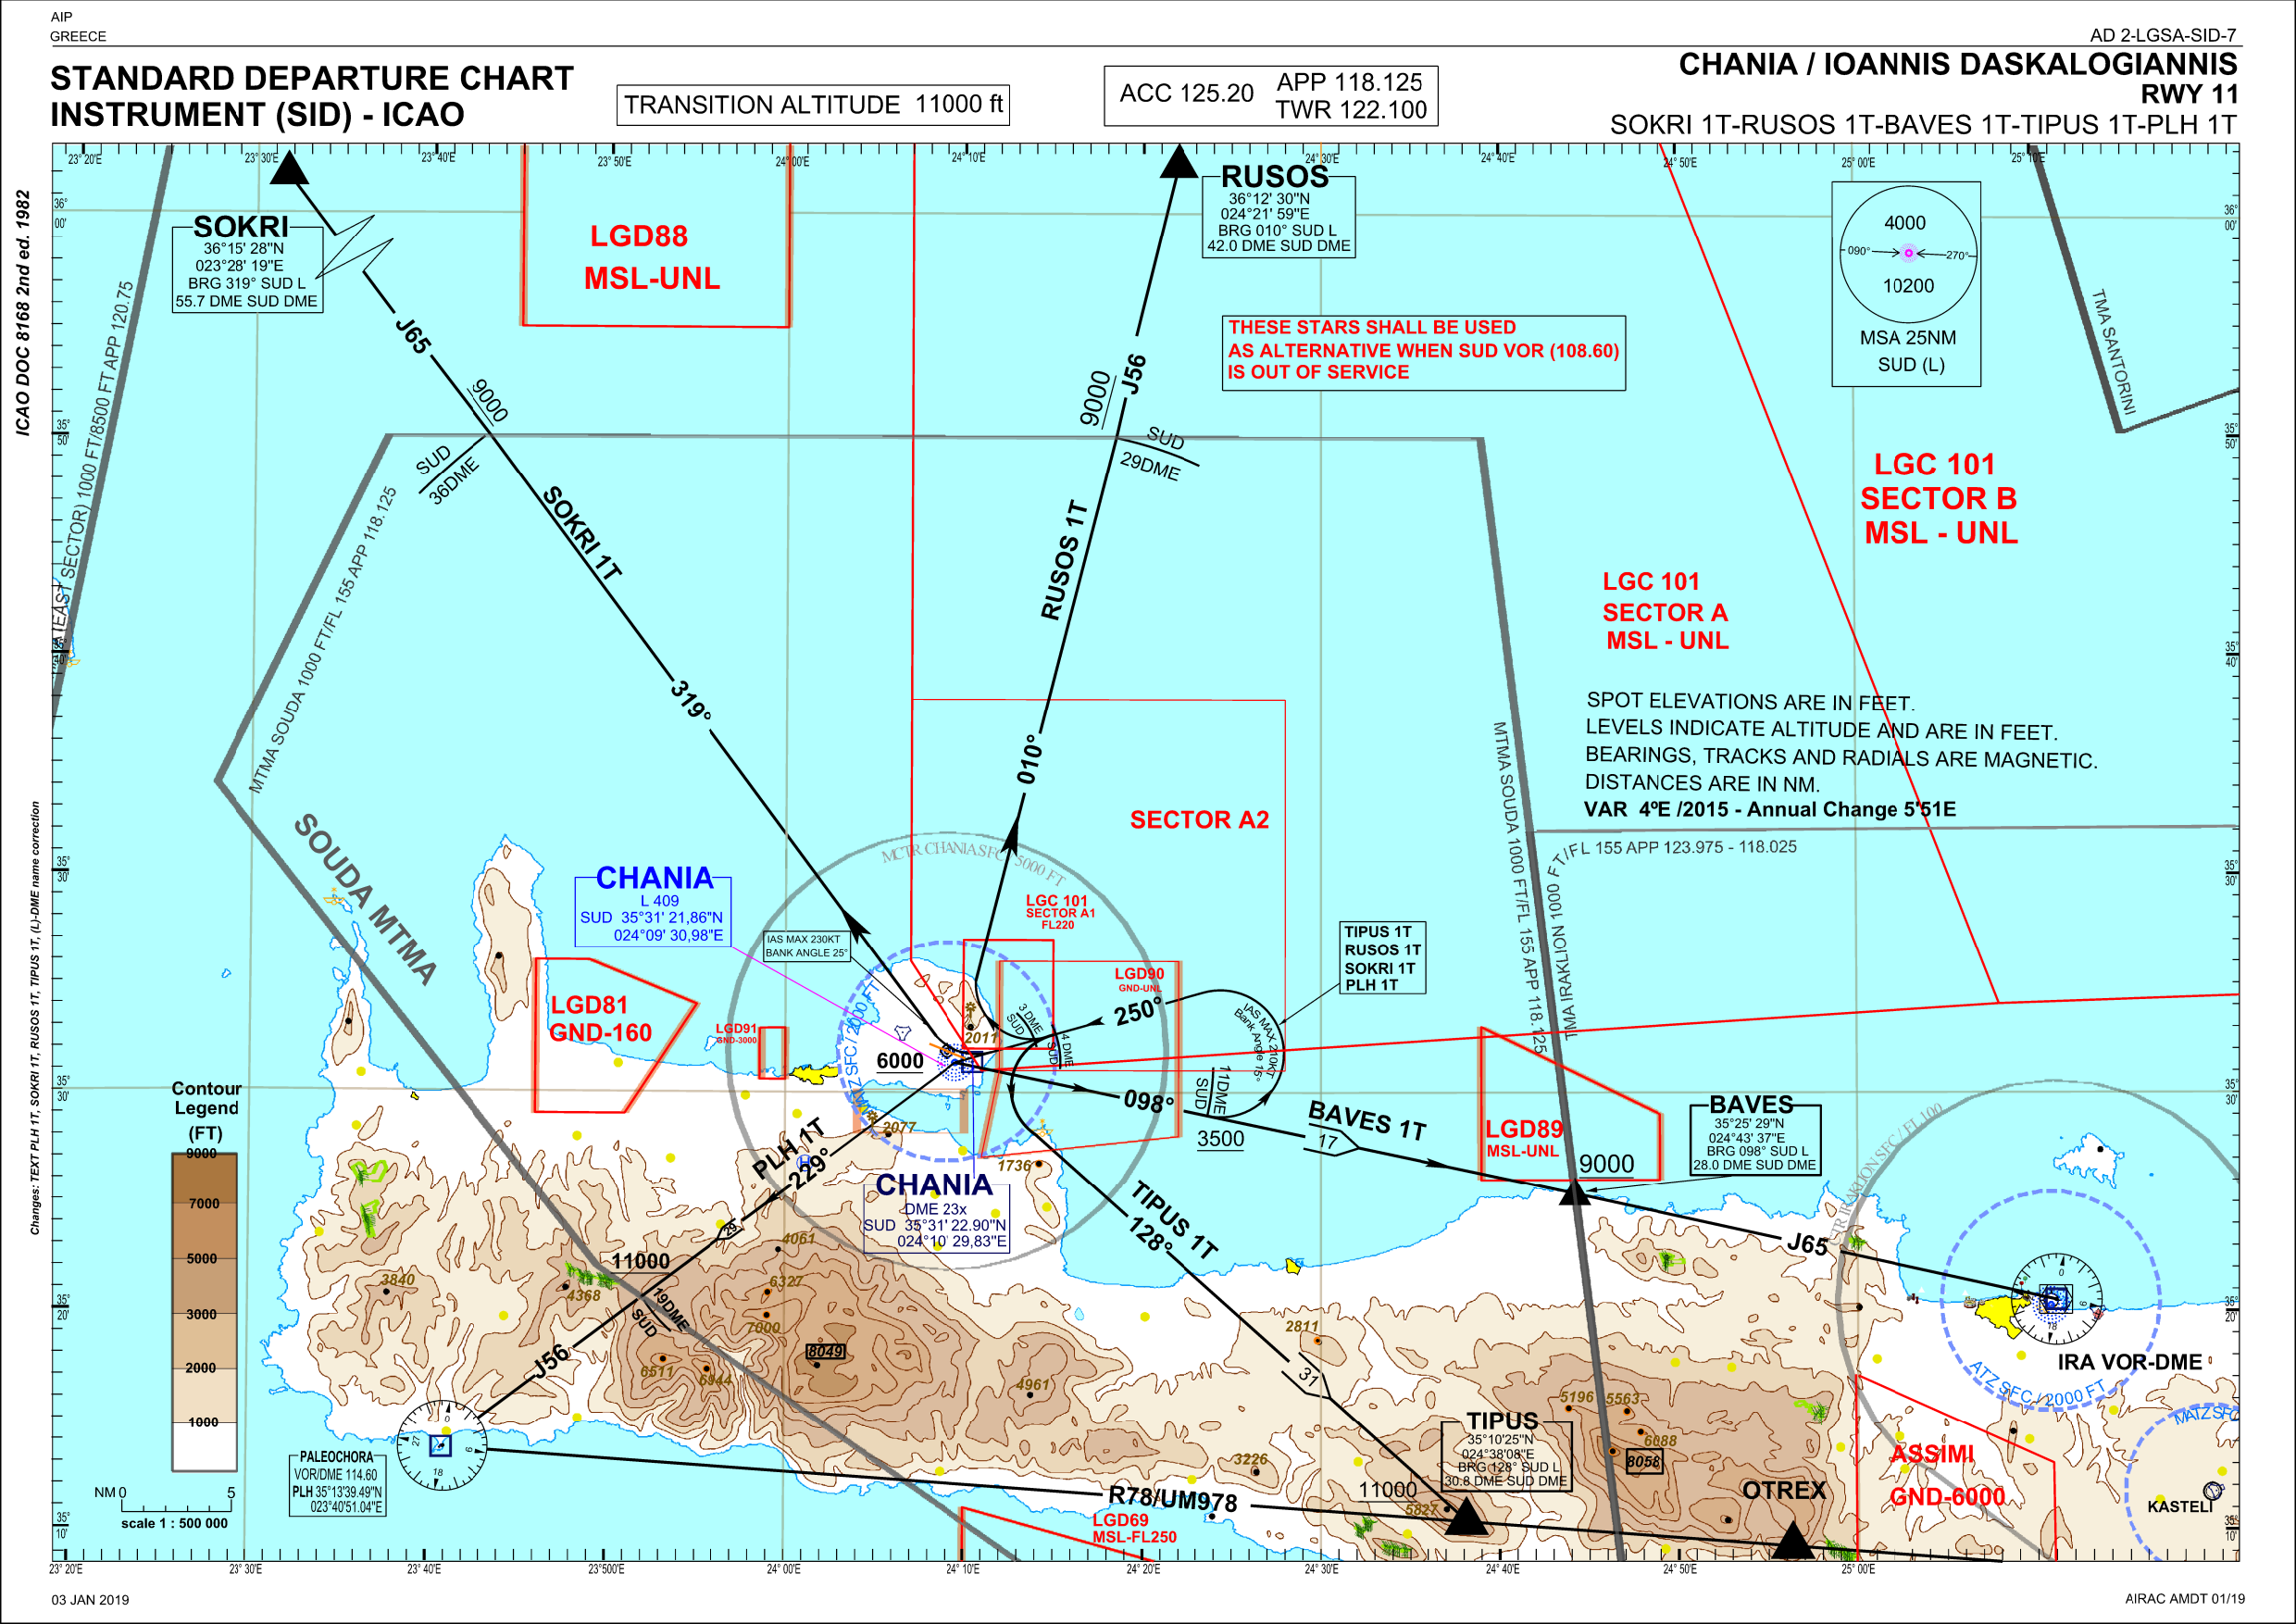 AIP
GREECE
AD 2-LGSA-SID-7
STANDARD DEPARTURE CHART
INSTRUMENT (SID) - ICAO
TRANSITION ALTITUDE 11000 ft
ACC 125.20
APP 118.125
TWR 122.100
CHANIA / IOANNIS DASKALOGIANNIS
RWY 11
SOKRI 1T-RUSOS 1T-BAVES 1T-TIPUS 1T-PLH 1T
ICAO DOC 8168 2nd ed. 1982
Changes: TEXT PLH 1T, SOKRI 1T, RUSOS 1T, TIPUS 1T, (L)-DME name correction
23° 20'E
23° 30'E
23° 40'E
23° 50'E
24° 00'E
24° 10'E
24° 30'E
24° 40'E
24° 50'E
25° 00'E
25° 10'E
36°
00'
36°
00'
SOKRI
36°15' 28"N
023°28' 19"E
BRG 319° SUD L
55.7 DME SUD DME
LGD88
MSL-UNL
RUSOS
36°12' 30"N
024°21' 59"E
BRG 010° SUD L
42.0 DME SUD DME
4000
090°
270°
10200
MSA 25NM
SUD (L)
TMA SANTORINI
THESE STARS SHALL BE USED
AS ALTERNATIVE WHEN SUD VOR (108.60)
IS OUT OF SERVICE
SECTOR) 1000 FT/8500 FT APP 120.75
J65
9000
SUD
36DME
J56
9000
SUD
29DME
35°
50'
35°
50'
SOKRI 1T
RUSOS 1T
MTMA SOUDA 1000 FT/FL 155 APP 118.125
LGC 101
SECTOR B
MSL - UNL
LGC 101
SECTOR A
MSL - UNL
35°
40'
35°
40'
319°
010°
SPOT ELEVATIONS ARE IN FEET.
LEVELS INDICATE ALTITUDE AND ARE IN FEET.
BEARINGS, TRACKS AND RADIALS ARE MAGNETIC.
DISTANCES ARE IN NM.
VAR 4ºE /2015 - Annual Change 5'51E
SECTOR A2
MTMA SOUDA 1000 FT/FL 155 APP 118.125
TMA IRAKLION 1000 FT/FL 155 APP 123.975 - 118.025
SOUDA MTMA
MCTR CHANIA SFC / 5000 FT
35°
30'
35°
30'
CHANIA
L 409
SUD 35°31' 21,86"N
024°09' 30,98"E
IAS MAX 230KT
BANK ANGLE 25°
LGC 101
SECTOR A1
FL220
TIPUS 1T
RUSOS 1T
SOKRI 1T
PLH 1T
LGD90
GND-UNL
250°
IAS MAX 210KT
Bank Angle 15°
3 DME
SUD
4 DME
SUD
LGD81
GND-160
LGD91
GND-3000
MATZ SFC / 2000 FT
2011
6000
35°
30'
35°
30'
098°
11DME
SUD
3500
BAVES 1T
17
LGD89
MSL-UNL
9000
BAVES
35°25' 29"N
024°43' 37"E
BRG 098° SUD L
28.0 DME SUD DME
CTR IRAKLION SFC / FL100
Contour
Legend
(FT)
9000
7000
5000
3000
2000
1000
2077
PLH 1T
229°
29
1736
CHANIA
DME 23x
SUD 35°31' 22.90"N
024°10' 29,83"E
TIPUS 1T
128°
31
J65
4061
11000
6327
3840
4368
19DME
SUD
7000
8049
6511
6944
4961
2811
35°
20'
35°
20'
IRA VOR-DME
ATZ SFC / 2000 FT
MATZ SFC
J56
5196
5563
6088
8058
TIPUS
35°10'25"N
024°38'08"E
BRG 128° SUD L
30.8 DME SUD DME
3226
11000
5827
PALEOCHORA
VOR/DME 114.60
PLH 35°13'39.49"N
023°40'51.04"E
R78/UM978
OTREX
ASSIMI
GND-6000
KASTELI
LGD69
MSL-FL250
NM 0
5
scale 1 : 500 000
35°
10'
35°
10'
23° 20'E
23° 30'E
23° 40'E
23° 50'E
24° 00'E
24° 10'E
24° 20'E
24° 30'E
24° 40'E
24° 50'E
25° 00'E
03 JAN 2019
AIRAC AMDT 01/19